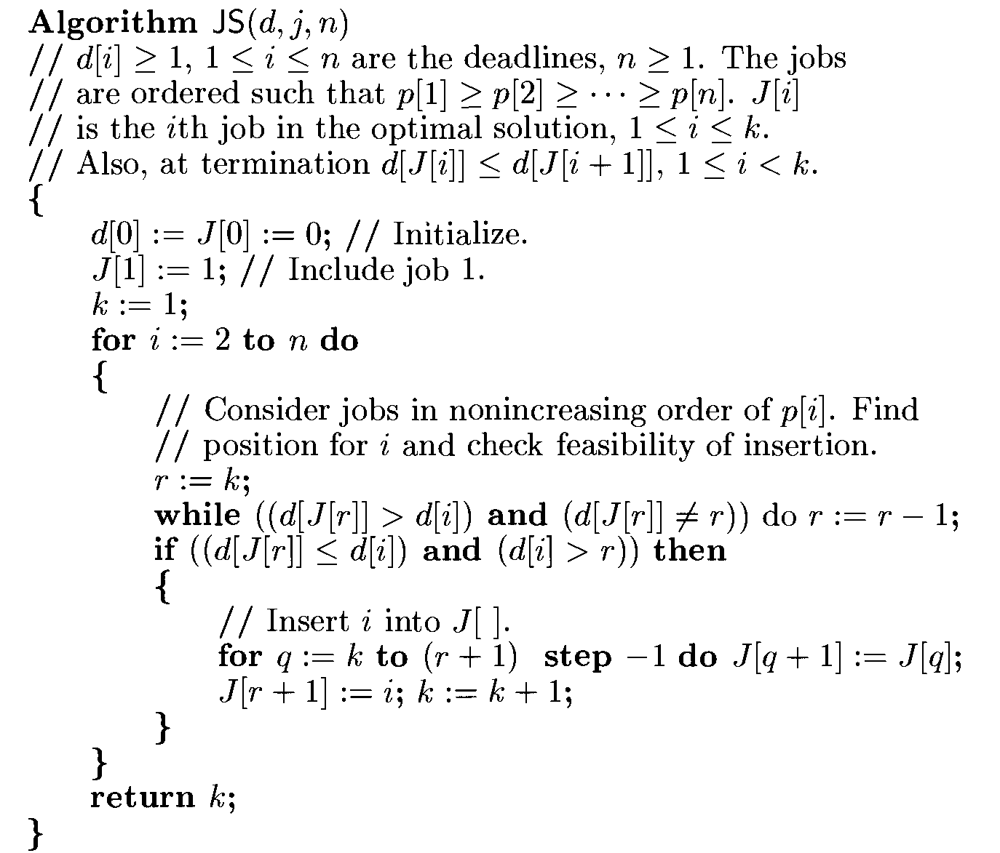 Algorithm JS(d, j, n)
// d[i] ≥ 1, 1 ≤ i ≤ n are the deadlines, n ≥ 1. The jobs
// are ordered such that p[1] ≥ p[2] ≥ ··· ≥ p[n]. J[i]
// is the ith job in the optimal solution, 1 ≤ i ≤ k.
// Also, at termination d[J[i]] ≤ d[J[i + 1]], 1 ≤ i < k.
{
d[0] := J[0] := 0; // Initialize.
J[1] := 1; // Include job 1.
k := 1;
for i := 2 to n do
{
// Consider jobs in nonincreasing order of p[i]. Find
// position for i and check feasibility of insertion.
r := k;
while ((d[J[r]] > d[i]) and (d[J[r]] ≠ r)) do r := r − 1;
if ((d[J[r]] ≤ d[i]) and (d[i] > r)) then
{
// Insert i into J[ ].
for q := k to (r + 1) step −1 do J[q + 1] := J[q];
J[r + 1] := i; k := k + 1;
}
}
return k;
}